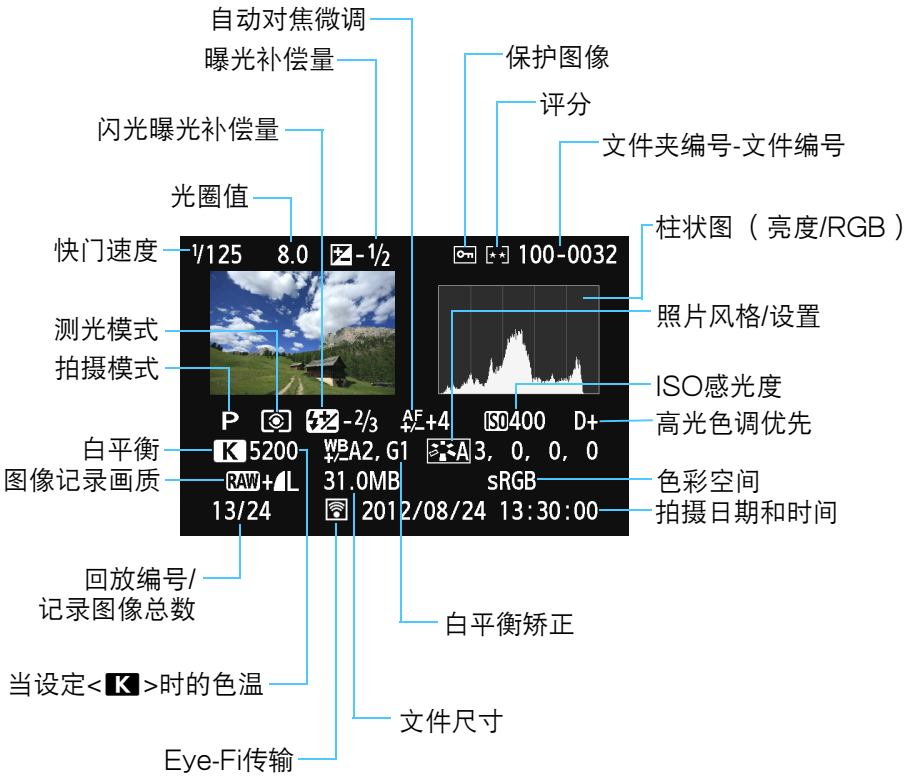 自动对焦微调
曝光补偿量
保护图像
评分
闪光曝光补偿量
文件夹编号-文件编号
光圈值
柱状图（亮度/RGB）
快门速度
1/125 8.0 -1/2 100-0032
照片风格/设置
测光模式
拍摄模式
ISO感光度
P -2/3 AF+4 ISO400 D+
高光色调优先
白平衡
K 5200 WB A2, G1 A 3, 0, 0, 0
图像记录画质
RAW+L 31.0MB sRGB
色彩空间
13/24 2012/08/24 13:30:00
拍摄日期和时间
回放编号/
记录图像总数
白平衡矫正
当设定<K>时的色温
文件尺寸
Eye-Fi传输